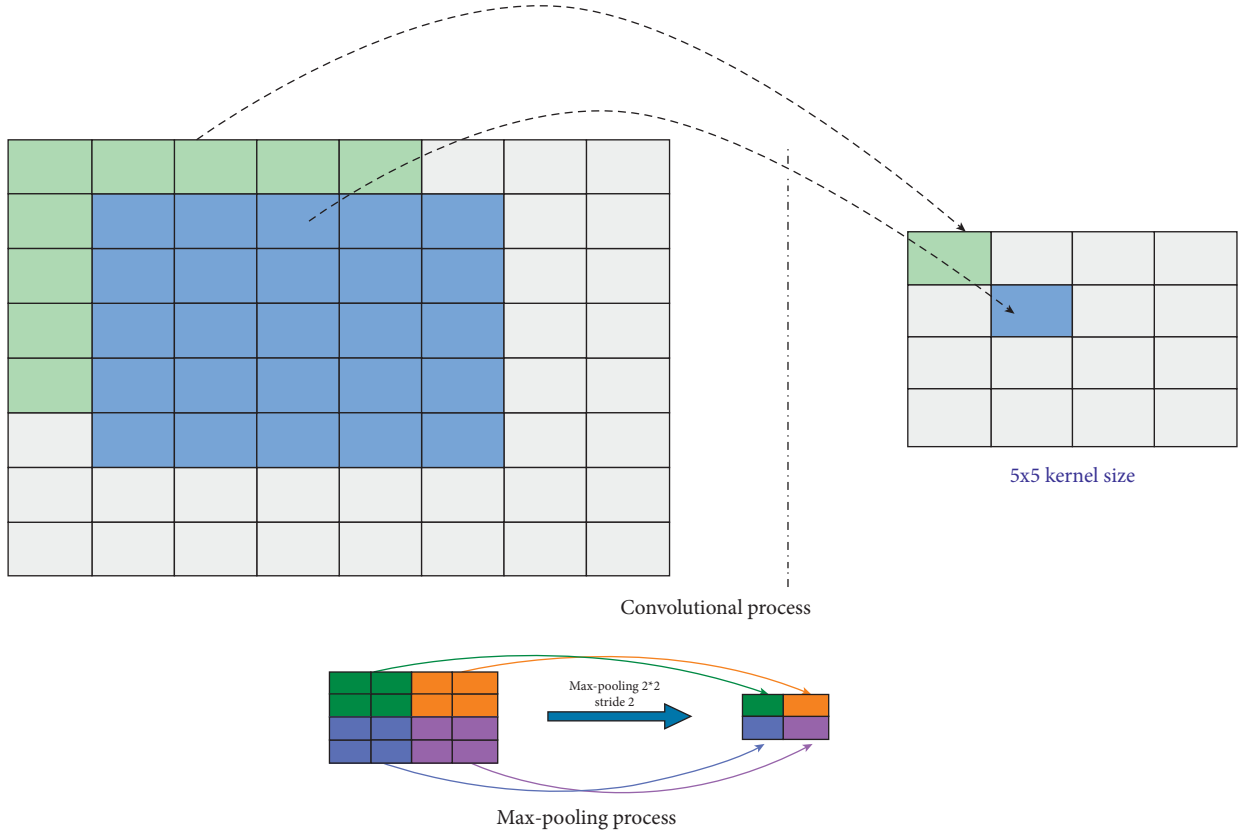 5x5 kernel size
Convolutional process
Max-pooling 2*2
stride 2
Max-pooling process